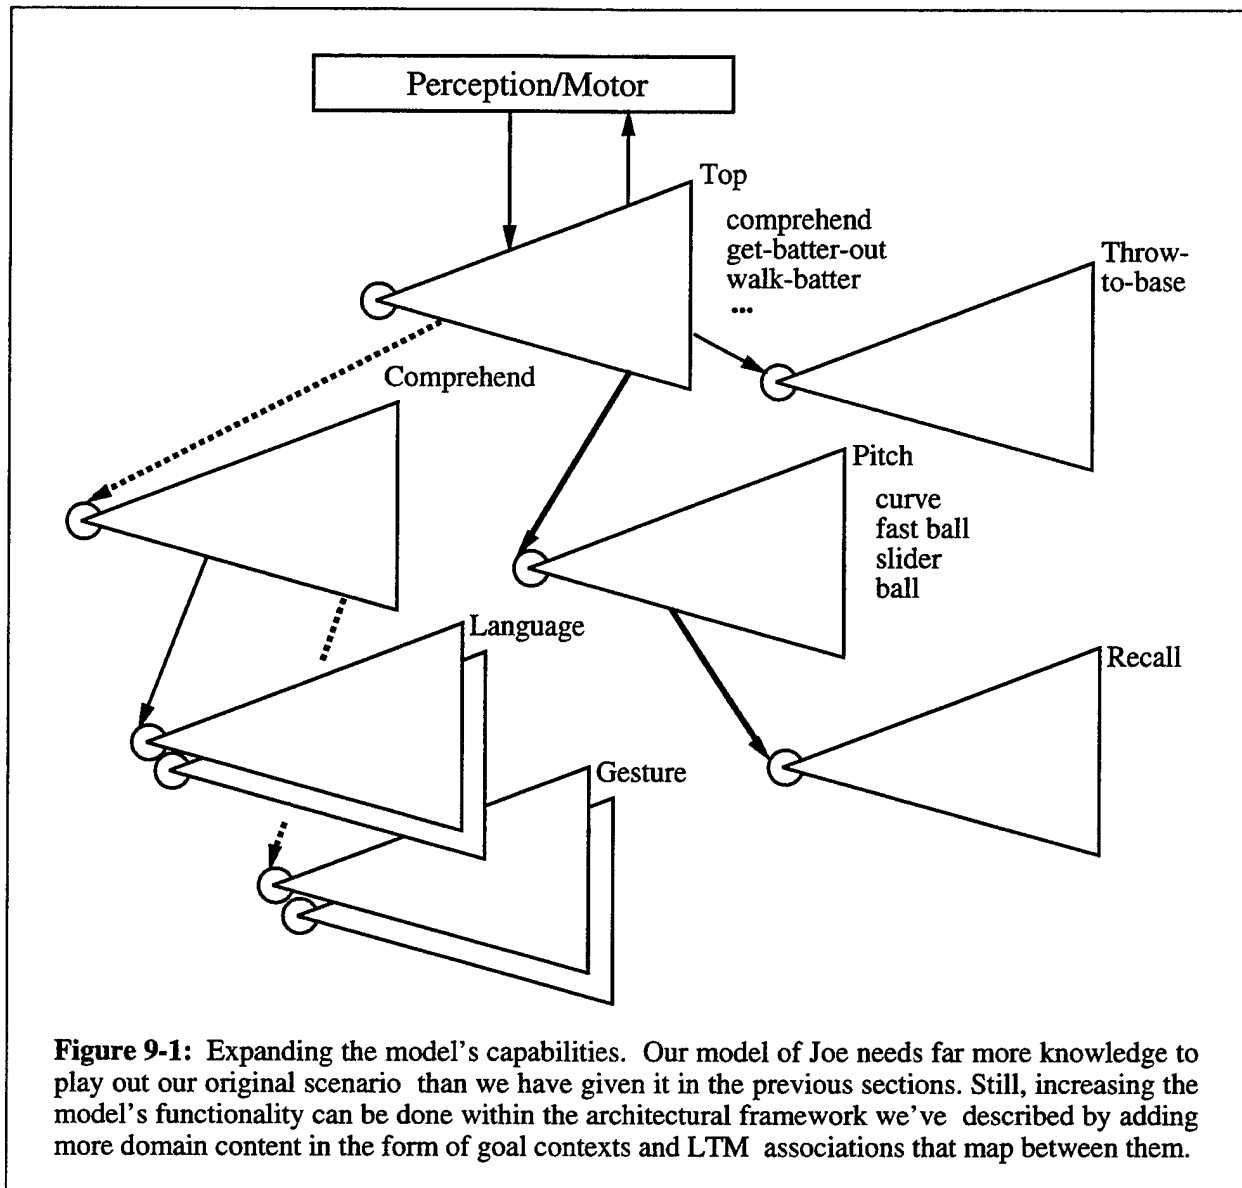 Perception/Motor
Top
comprehend
get-batter-out
walk-batter
...
Throw-
to-base
Comprehend
Pitch
curve
fast ball
slider
ball
Language
Recall
Gesture
Figure 9-1: Expanding the model's capabilities. Our model of Joe needs far more knowledge to
play out our original scenario than we have given it in the previous sections. Still, increasing the
model's functionality can be done within the architectural framework we've described by adding
more domain content in the form of goal contexts and LTM associations that map between them.